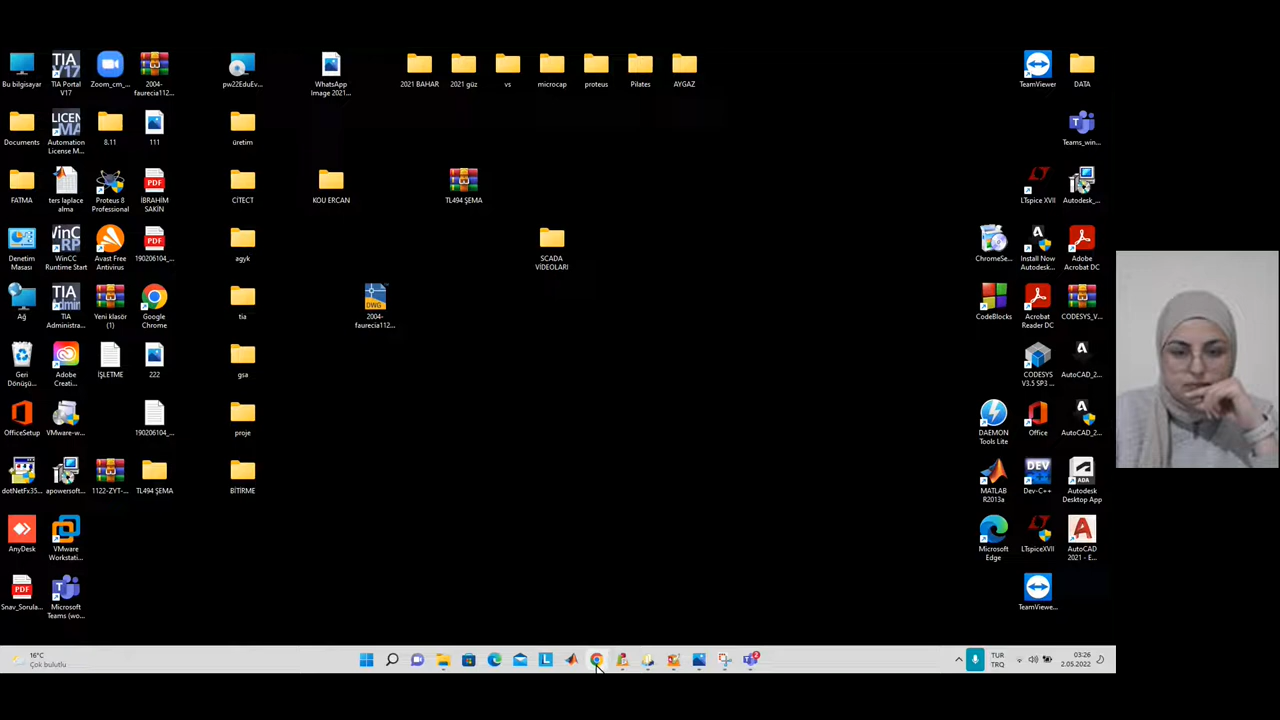 Bu bilgisayar
TIA Portal
V17
Zoom_cm_...
2004-
faurecia112...
pw22EduEv...
WhatsApp
Image 2021...
2021 BAHAR
2021 güz
vs
microcap
proteus
Pilates
AYGAZ
TeamViewer
DATA
Documents
Automation
License M...
8.11
111
üretim
Teams_win...
FATMA
ters laplace
alma
Proteus 8
Professional
İBRAHİM
SAKİN
CİTECT
KOU ERCAN
TL494 ŞEMA
LTspice XVII
Autodesk_...
Denetim
Masası
WinCC
Runtime Start
Avast Free
Antivirus
190206104_...
agyk
SCADA
VİDEOLARI
ChromeSe...
Install Now
Autodesk...
Adobe
Acrobat DC
Ağ
TIA
Administra...
Yeni klasör
(1)
Google
Chrome
tia
DWG
2004-
faurecia112...
CodeBlocks
Acrobat
Reader DC
CODESYS_V...
Geri
Dönüşü...
Adobe
Creati...
İŞLETME
222
gsa
CODESYS
V3.5 SP3 ...
AutoCAD_2...
OfficeSetup
VMware-w...
190206104_...
proje
DAEMON
Tools Lite
Office
AutoCAD_2...
dotNetFx35...
apowersoft...
1122-ZYT-...
TL494 ŞEMA
BİTİRME
MATLAB
R2013a
Dev-C++
Autodesk
Desktop App
AnyDesk
VMware
Workstati...
Microsoft
Edge
LTspiceXVII
AutoCAD
2021 - E...
Snav_Sorula...
Microsoft
Teams (wo...
TeamViewe...
16°C
Çok bulutlu
TUR
TRQ
03:26
2.05.2022